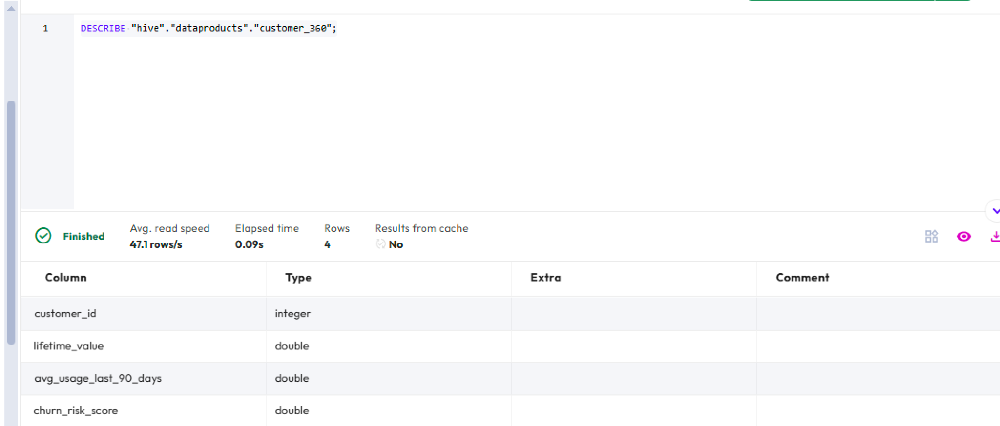 1 DESCRIBE "hive"."dataproducts"."customer_360";
Finished
Avg. read speed Elapsed time Rows Results from cache
47.1 rows/s 0.09s 4 No
Column Type Extra Comment
customer_id integer
lifetime_value double
avg_usage_last_90_days double
churn_risk_score double